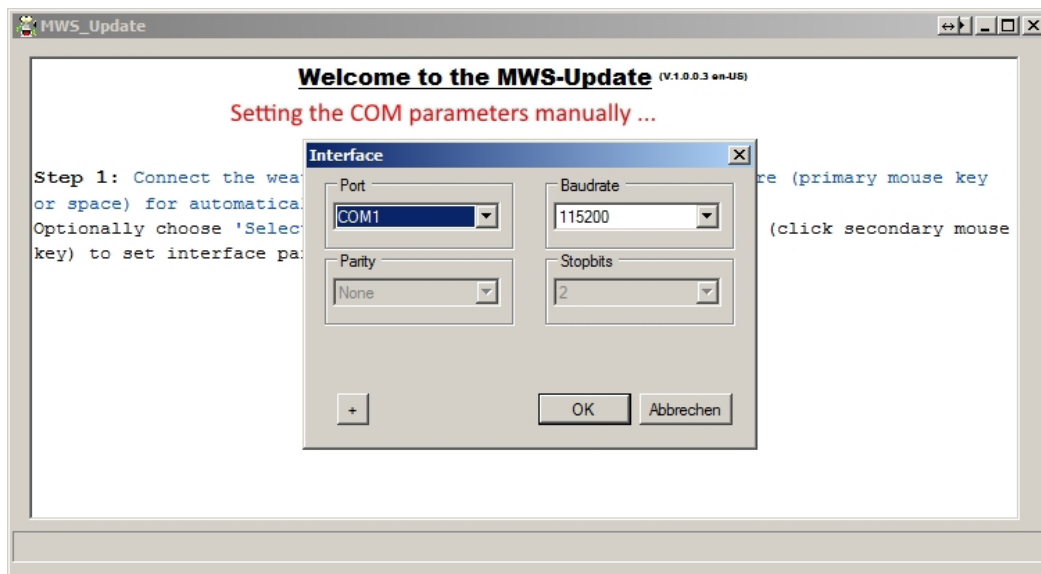 MWS_Update
Welcome to the MWS-Update (V.1.0.0.3 en-US)
Setting the COM parameters manually ...
Interface
Step 1: Connect the wea re (primary mouse key
or space) for automatica
Optionally choose 'Selec (click secondary mouse
key) to set interface pa
Port
COM1
Baudrate
115200
Parity
None
Stopbits
2
+
OK
Abbrechen